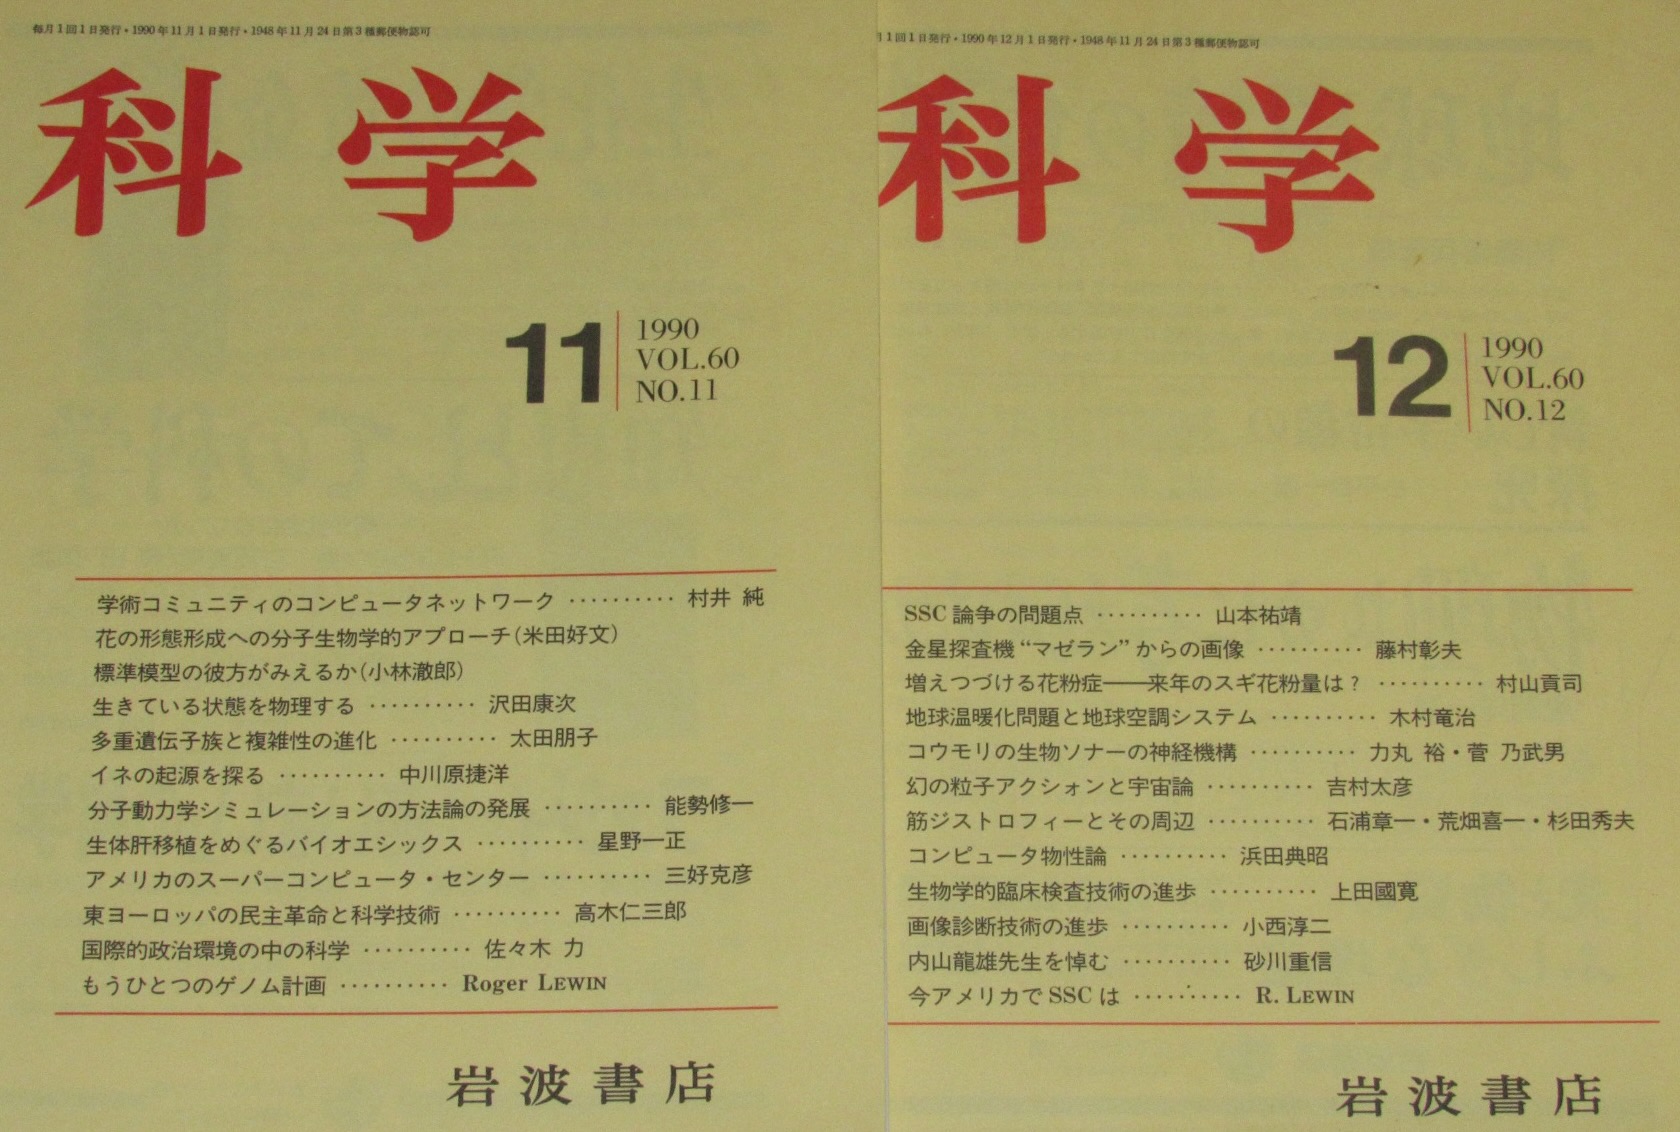 毎月1回1日発行・1990年11月1日発行・1948年11月24日第3種郵便物認可
科学
11
1990
VOL.60
NO.11
学術コミュニティのコンピュータネットワーク ·········· 村井 純
花の形態形成への分子生物学的アプローチ(米田好文)
標準模型の彼方がみえるか(小林澈郎)
生きている状態を物理する ·········· 沢田康次
多重遺伝子族と複雑性の進化 ·········· 太田朋子
イネの起源を探る ·········· 中川原捷洋
分子動力学シミュレーションの方法論の発展 ·········· 能勢修一
生体肝移植をめぐるバイオエシックス ·········· 星野一正
アメリカのスーパーコンピュータ・センター ·········· 三好克彦
東ヨーロッパの民主革命と科学技術 ·········· 高木仁三郎
国際的政治環境の中の科学 ·········· 佐々木 力
もうひとつのゲノム計画 ·········· Roger LEWIN
岩波書店
1回1日発行・1990年12月1日発行・1948年11月24日第3種郵便物認可
科学
12
1990
VOL.60
NO.12
SSC論争の問題点 ·········· 山本祐靖
金星探査機“マゼラン”からの画像 ·········· 藤村彰夫
増えつづける花粉症――来年のスギ花粉量は? ·········· 村山貢司
地球温暖化問題と地球空調システム ·········· 木村竜治
コウモリの生物ソナーの神経機構 ·········· 力丸 裕・菅 乃武男
幻の粒子アクションと宇宙論 ·········· 吉村太彦
筋ジストロフィーとその周辺 ·········· 石浦章一・荒畑喜一・杉田秀夫
コンピュータ物性論 ·········· 浜田典昭
生物学的臨床検査技術の進歩 ·········· 上田國寛
画像診断技術の進歩 ·········· 小西淳二
内山龍雄先生を悼む ·········· 砂川重信
今アメリカでSSCは ·········· R. LEWIN
岩波書店